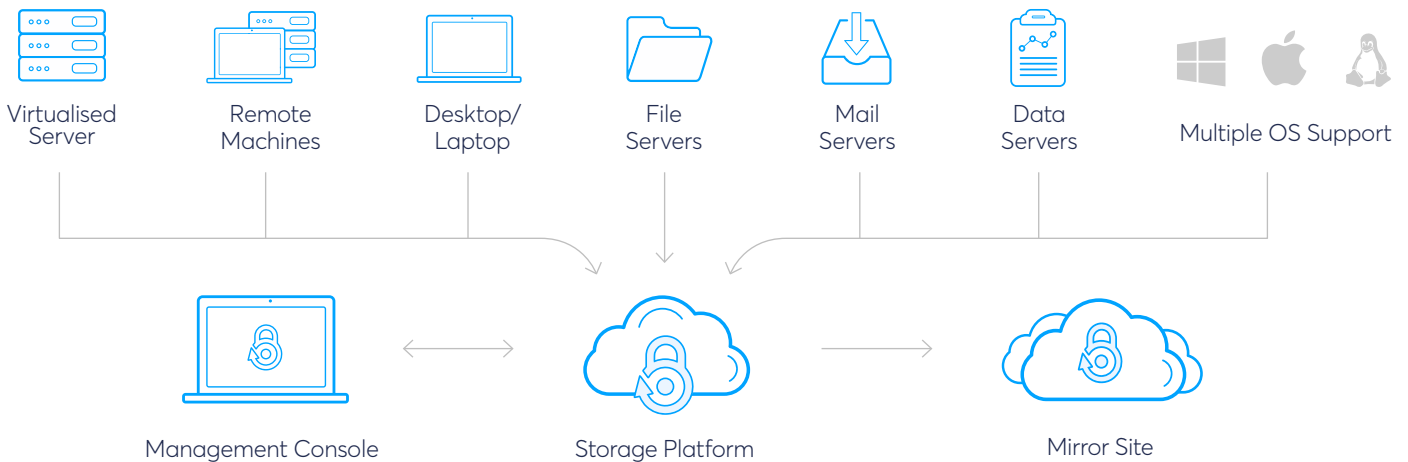 Virtualised
Server
Remote
Machines
Desktop/
Laptop
File
Servers
Mail
Servers
Data
Servers
Multiple OS Support
Management Console
Storage Platform
Mirror Site